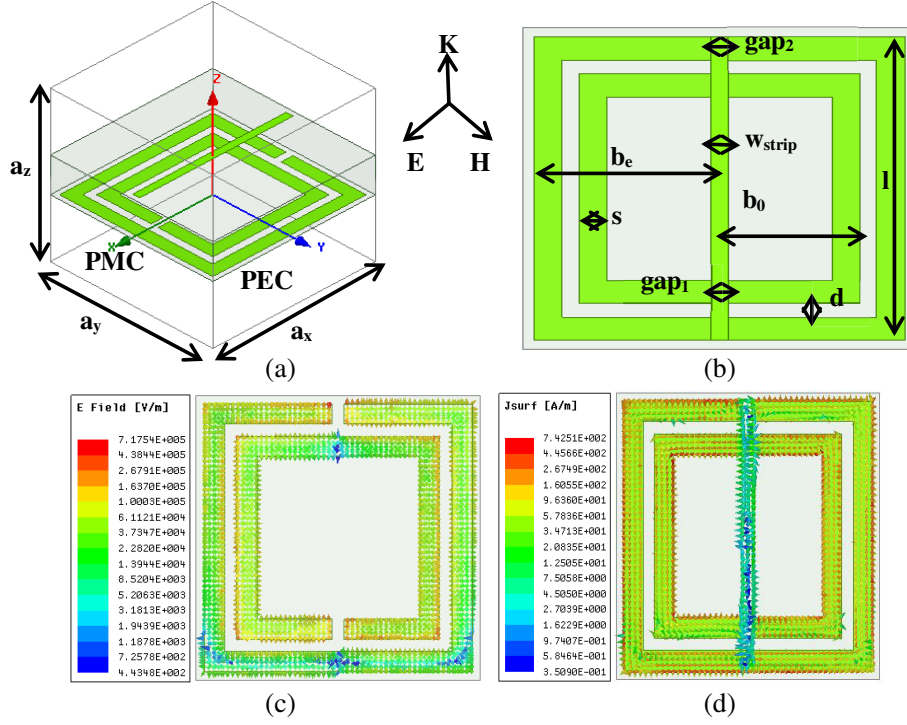 K
E H
Z
X
Y
PMC
PEC
a_z
a_y
a_x
(a)
gap_2
w_strip
b_e
b_0
l
s
gap_1
d
(b)
E Field [V/m]
7.1754E+005
4.3844E+005
2.6791E+005
1.6370E+005
1.0003E+005
6.1121E+004
3.7347E+004
2.2820E+004
1.3944E+004
8.5204E+003
5.2063E+003
3.1813E+003
1.9439E+003
1.1878E+003
7.2578E+002
4.4348E+002
(c)
Jsurf [A/m]
7.4251E+002
4.4566E+002
2.6749E+002
1.6055E+002
9.6360E+001
5.7836E+001
3.4713E+001
2.0835E+001
1.2505E+001
7.5058E+000
4.5050E+000
2.7039E+000
1.6229E+000
9.7407E-001
5.8464E-001
3.5090E-001
(d)